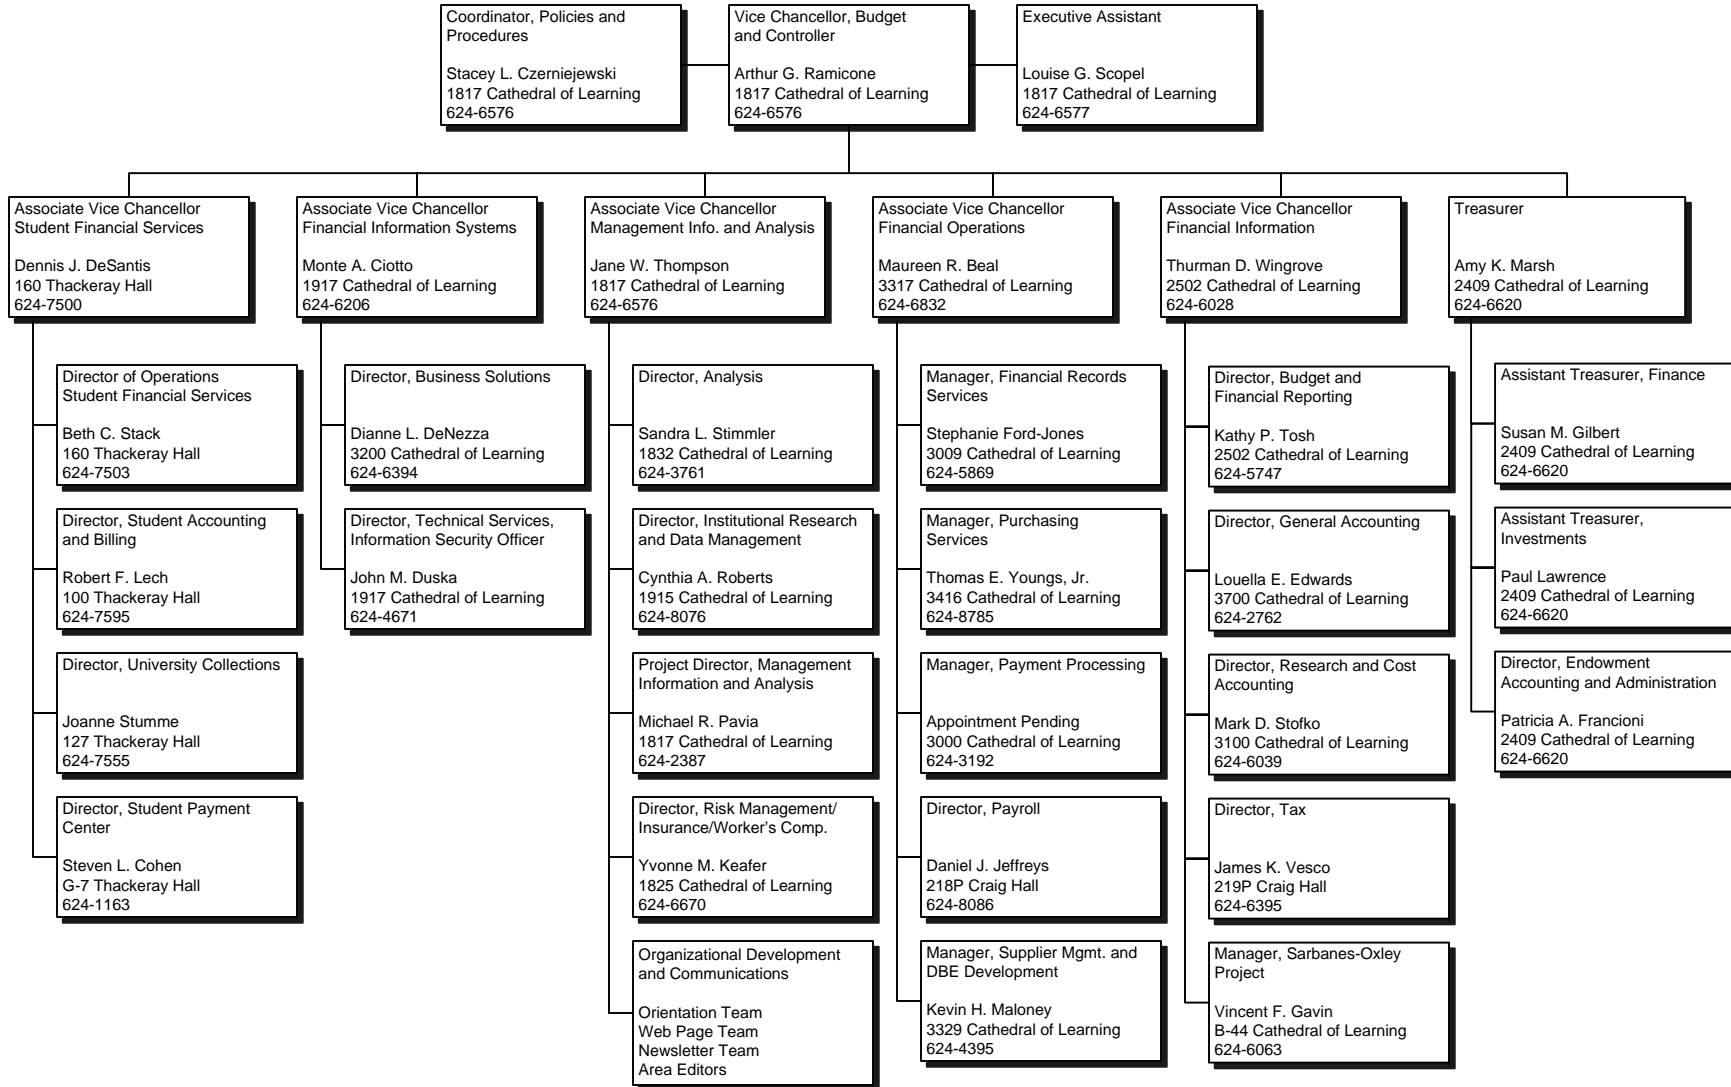 Coordinator, Policies and
Procedures
Stacey L. Czerniejewski
1817 Cathedral of Learning
624-6576
Vice Chancellor, Budget
and Controller
Arthur G. Ramicone
1817 Cathedral of Learning
624-6576
Executive Assistant
Louise G. Scopel
1817 Cathedral of Learning
624-6577
Associate Vice Chancellor
Student Financial Services
Dennis J. DeSantis
160 Thackeray Hall
624-7500
Associate Vice Chancellor
Financial Information Systems
Monte A. Ciotto
1917 Cathedral of Learning
624-6206
Associate Vice Chancellor
Management Info. and Analysis
Jane W. Thompson
1817 Cathedral of Learning
624-6576
Associate Vice Chancellor
Financial Operations
Maureen R. Beal
3317 Cathedral of Learning
624-6832
Associate Vice Chancellor
Financial Information
Thurman D. Wingrove
2502 Cathedral of Learning
624-6028
Treasurer
Amy K. Marsh
2409 Cathedral of Learning
624-6620
Director of Operations
Student Financial Services
Beth C. Stack
160 Thackeray Hall
624-7503
Director, Student Accounting
and Billing
Robert F. Lech
100 Thackeray Hall
624-7595
Director, University Collections
Joanne Stumme
127 Thackeray Hall
624-7555
Director, Student Payment
Center
Steven L. Cohen
G-7 Thackeray Hall
624-1163
Director, Business Solutions
Dianne L. DeNezza
3200 Cathedral of Learning
624-6394
Director, Technical Services,
Information Security Officer
John M. Duska
1917 Cathedral of Learning
624-4671
Director, Analysis
Sandra L. Stimmler
1832 Cathedral of Learning
624-3761
Director, Institutional Research
and Data Management
Cynthia A. Roberts
1915 Cathedral of Learning
624-8076
Project Director, Management
Information and Analysis
Michael R. Pavia
1817 Cathedral of Learning
624-2387
Director, Risk Management/
Insurance/Worker's Comp.
Yvonne M. Keafer
1825 Cathedral of Learning
624-6670
Organizational Development
and Communications
Orientation Team
Web Page Team
Newsletter Team
Area Editors
Manager, Financial Records
Services
Stephanie Ford-Jones
3009 Cathedral of Learning
624-5869
Manager, Purchasing
Services
Thomas E. Youngs, Jr.
3416 Cathedral of Learning
624-8785
Manager, Payment Processing
Appointment Pending
3000 Cathedral of Learning
624-3192
Director, Payroll
Daniel J. Jeffreys
218P Craig Hall
624-8086
Manager, Supplier Mgmt. and
DBE Development
Kevin H. Maloney
3329 Cathedral of Learning
624-4395
Director, Budget and
Financial Reporting
Kathy P. Tosh
2502 Cathedral of Learning
624-5747
Director, General Accounting
Louella E. Edwards
3700 Cathedral of Learning
624-2762
Director, Research and Cost
Accounting
Mark D. Stofko
3100 Cathedral of Learning
624-6039
Director, Tax
James K. Vesco
219P Craig Hall
624-6395
Manager, Sarbanes-Oxley
Project
Vincent F. Gavin
B-44 Cathedral of Learning
624-6063
Assistant Treasurer, Finance
Susan M. Gilbert
2409 Cathedral of Learning
624-6620
Assistant Treasurer,
Investments
Paul Lawrence
2409 Cathedral of Learning
624-6620
Director, Endowment
Accounting and Administration
Patricia A. Francioni
2409 Cathedral of Learning
624-6620